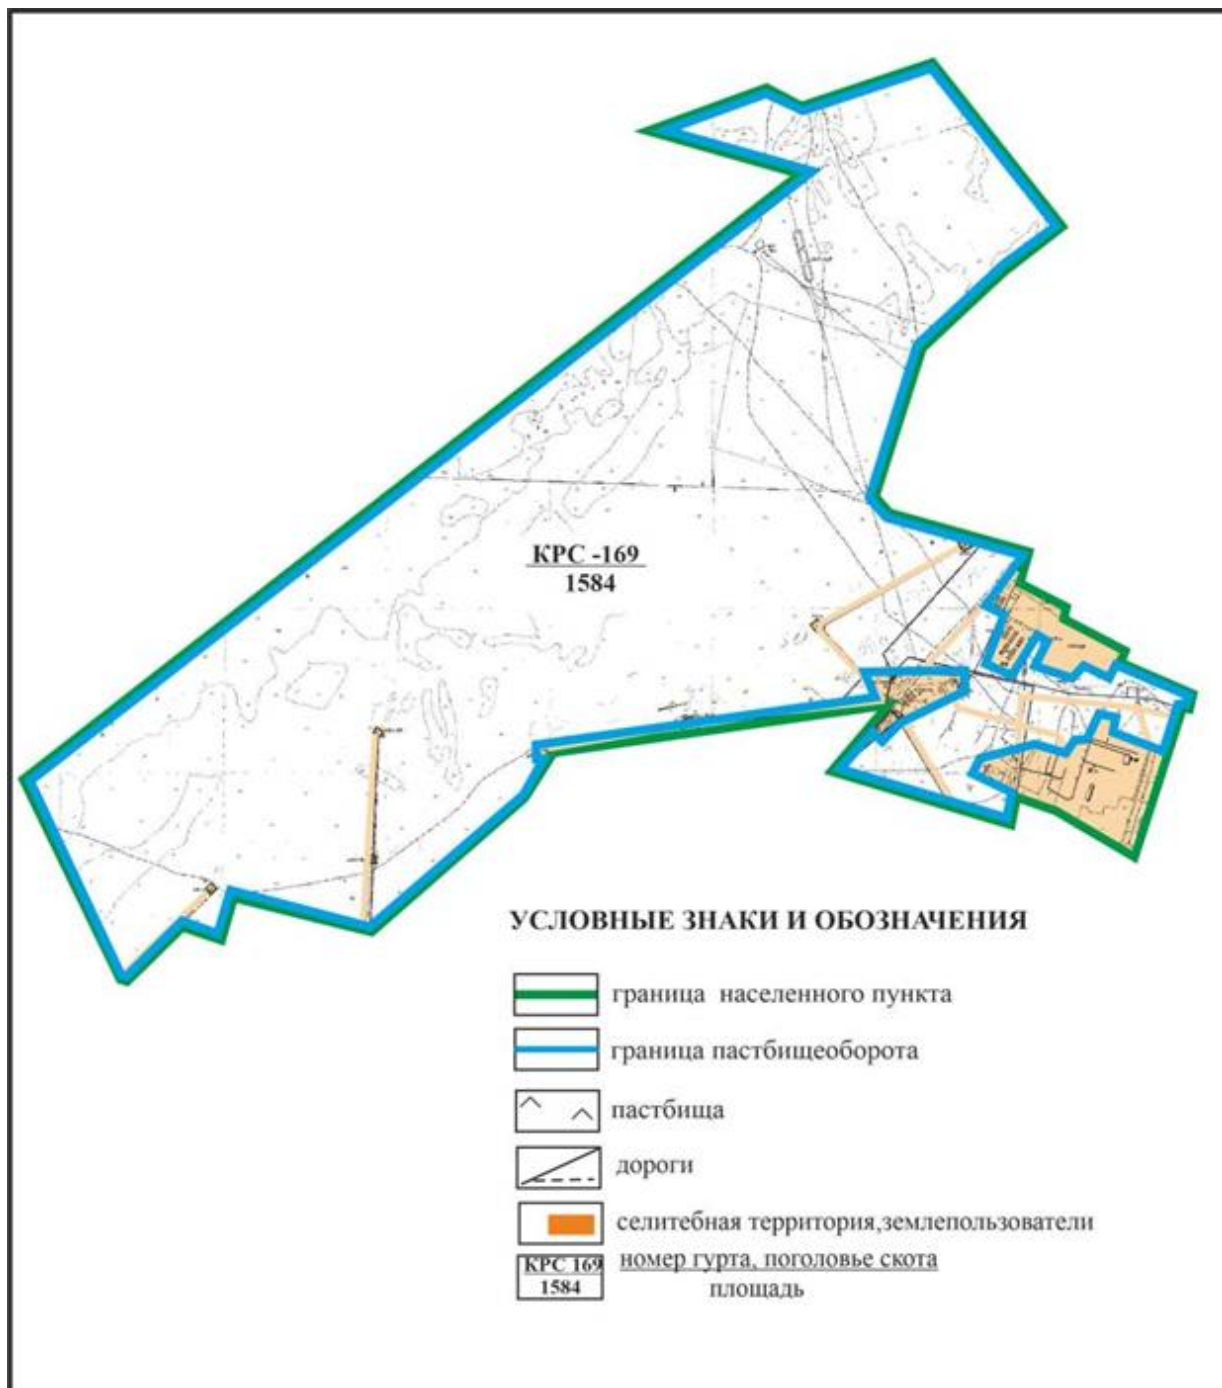 КРС -169
1584
УСЛОВНЫЕ ЗНАКИ И ОБОЗНАЧЕНИЯ
граница населенного пункта
граница пастбищеоборота
пастбища
дороги
селитебная территория,землепользователи
КРС 169 номер гурта, поголовье скота
1584 площадь